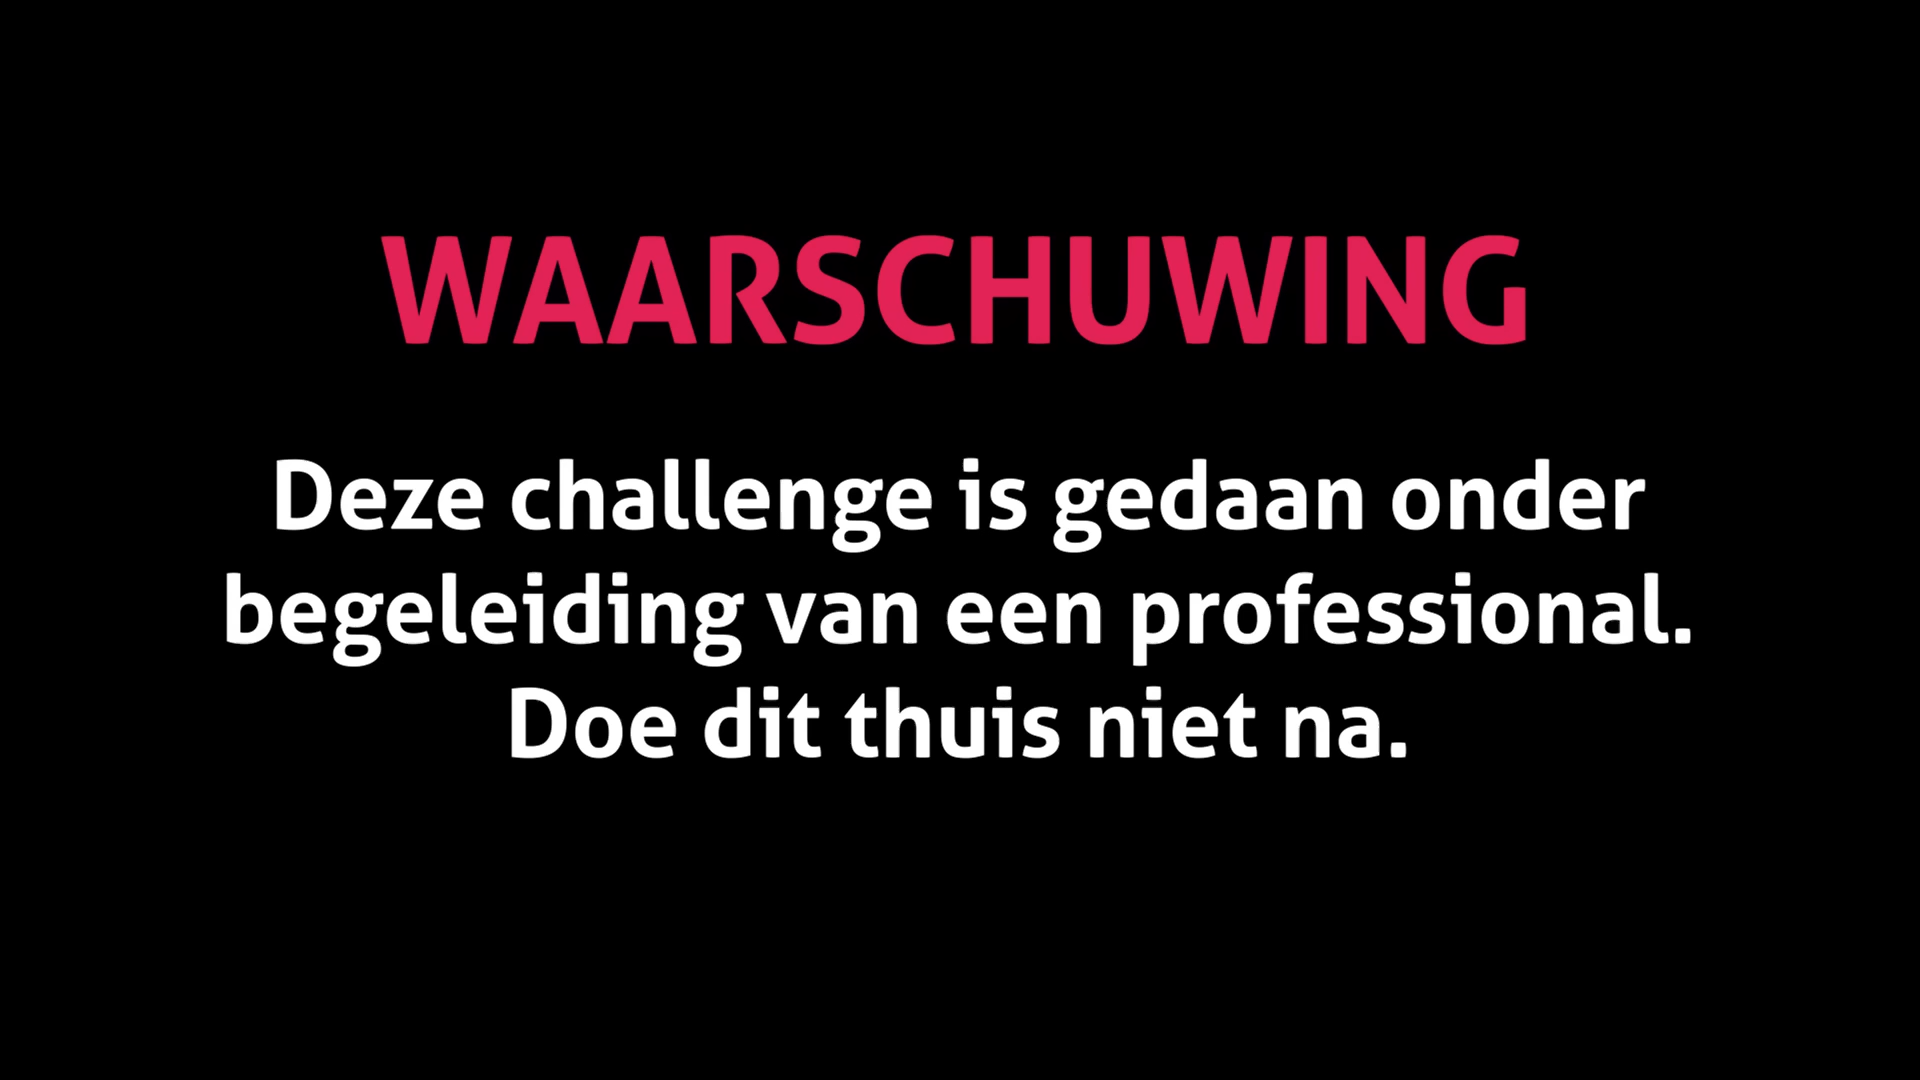 WAARSCHUWING
Deze challenge is gedaan onder
begeleiding van een professional.
Doe dit thuis niet na.